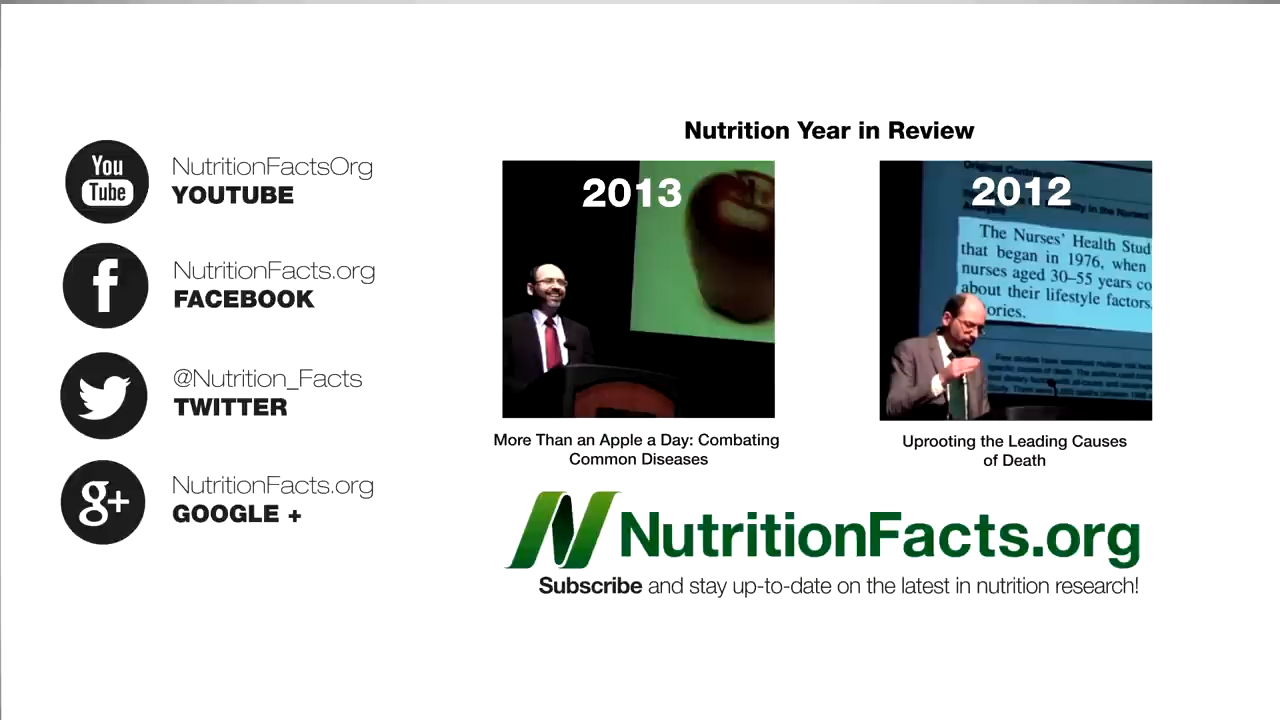 You
Tube
NutritionFactsOrg
YOUTUBE
f
NutritionFacts.org
FACEBOOK
@Nutrition_Facts
TWITTER
g+
NutritionFacts.org
GOOGLE +
Nutrition Year in Review
2013
More Than an Apple a Day: Combating
Common Diseases
2012
The Nurses' Health Stud
that began in 1976, when
nurses aged 30–55 years co
about their lifestyle factors,
ories.
Uprooting the Leading Causes
of Death
NutritionFacts.org
Subscribe and stay up-to-date on the latest in nutrition research!